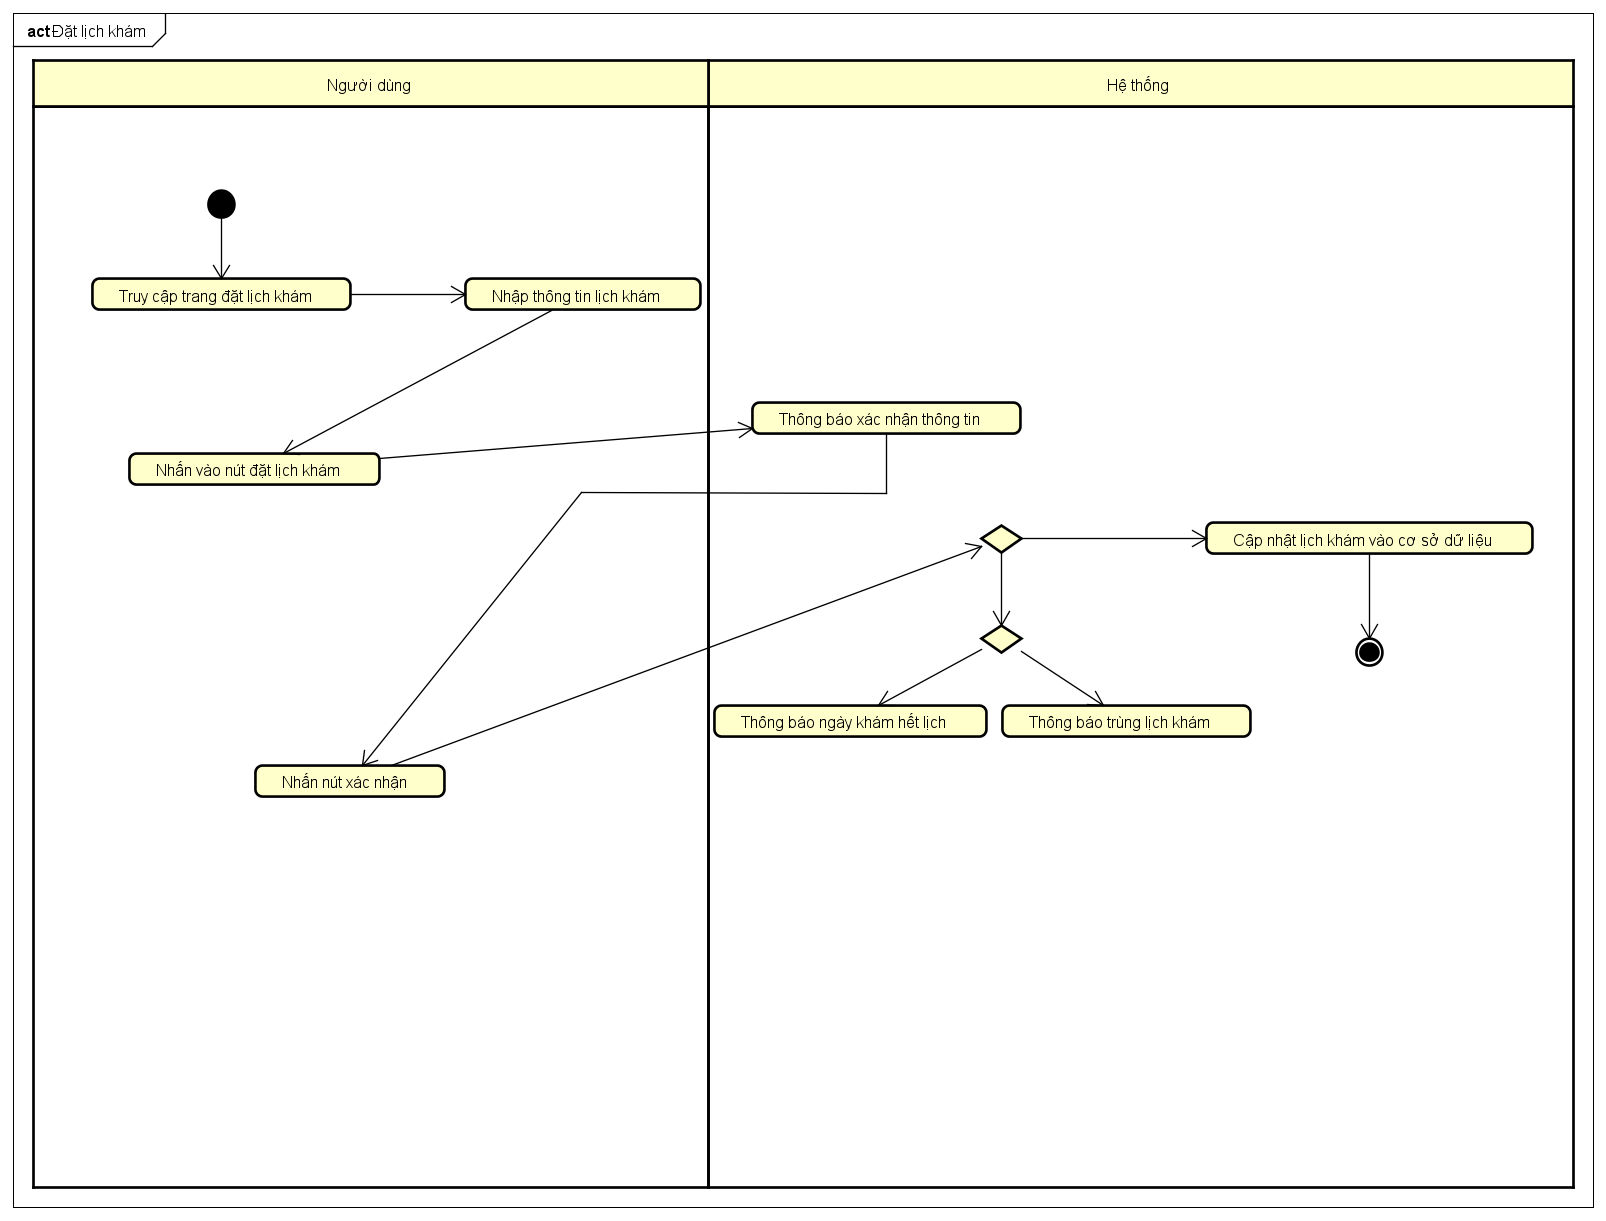 act Đặt lịch khám
Người dùng
Hệ thống
Truy cập trang đặt lịch khám
Nhập thông tin lịch khám
Thông báo xác nhận thông tin
Nhấn vào nút đặt lịch khám
Cập nhật lịch khám vào cơ sở dữ liệu
Thông báo ngày khám hết lịch
Thông báo trùng lịch khám
Nhấn nút xác nhận